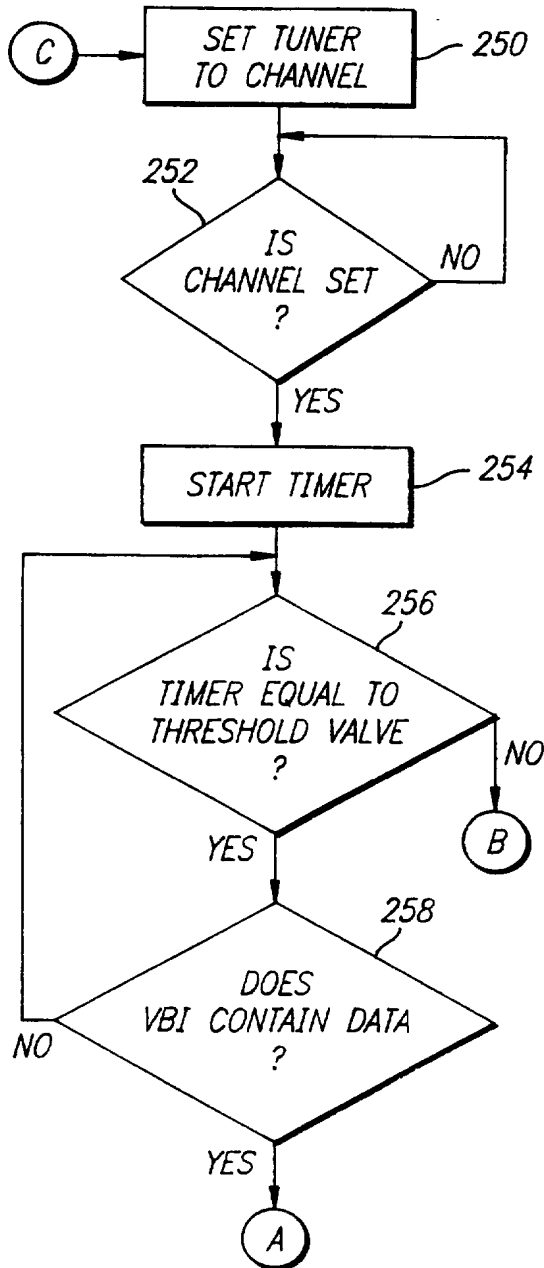 C
SET TUNER
TO CHANNEL
250
252
IS
CHANNEL SET
?
NO
YES
START TIMER
254
256
IS
TIMER EQUAL TO
THRESHOLD VALVE
?
NO
B
YES
258
DOES
VBI CONTAIN DATA
?
NO
YES
A